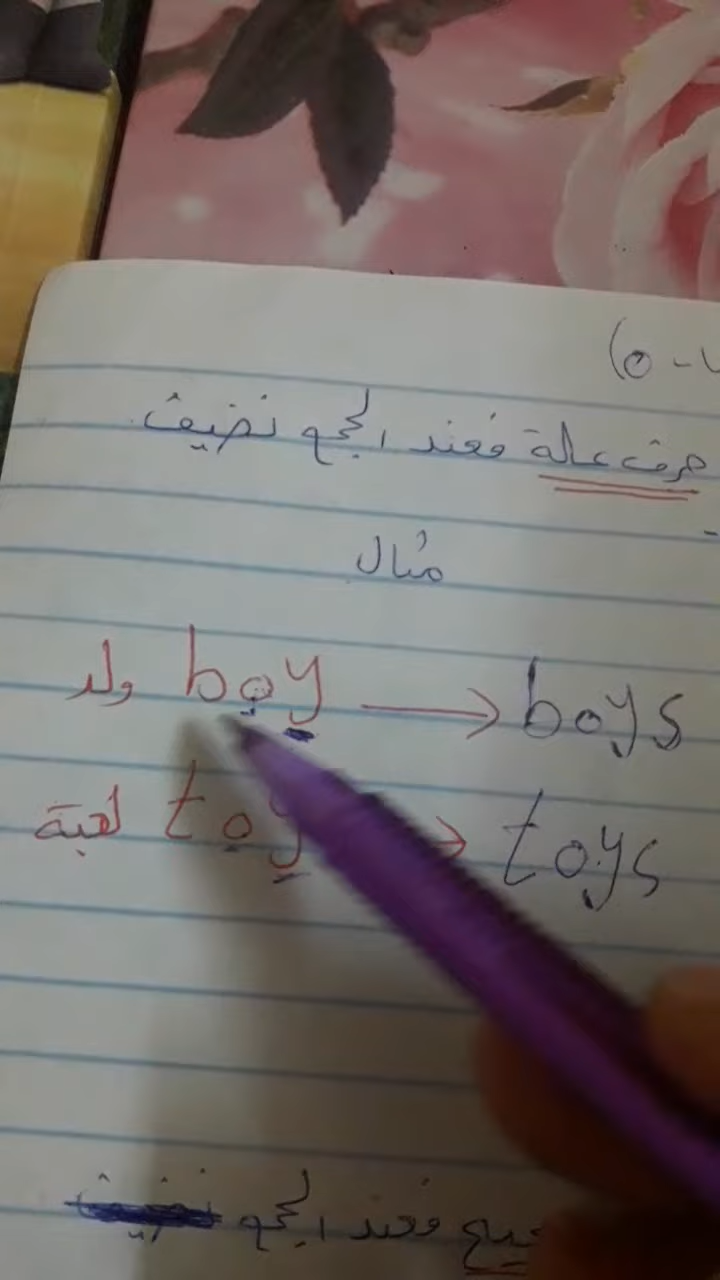 o)
حرف علة فعند الجمع نضيف
مثال
boy ولد → boys
toy لعبة → toys
فعند الجمع